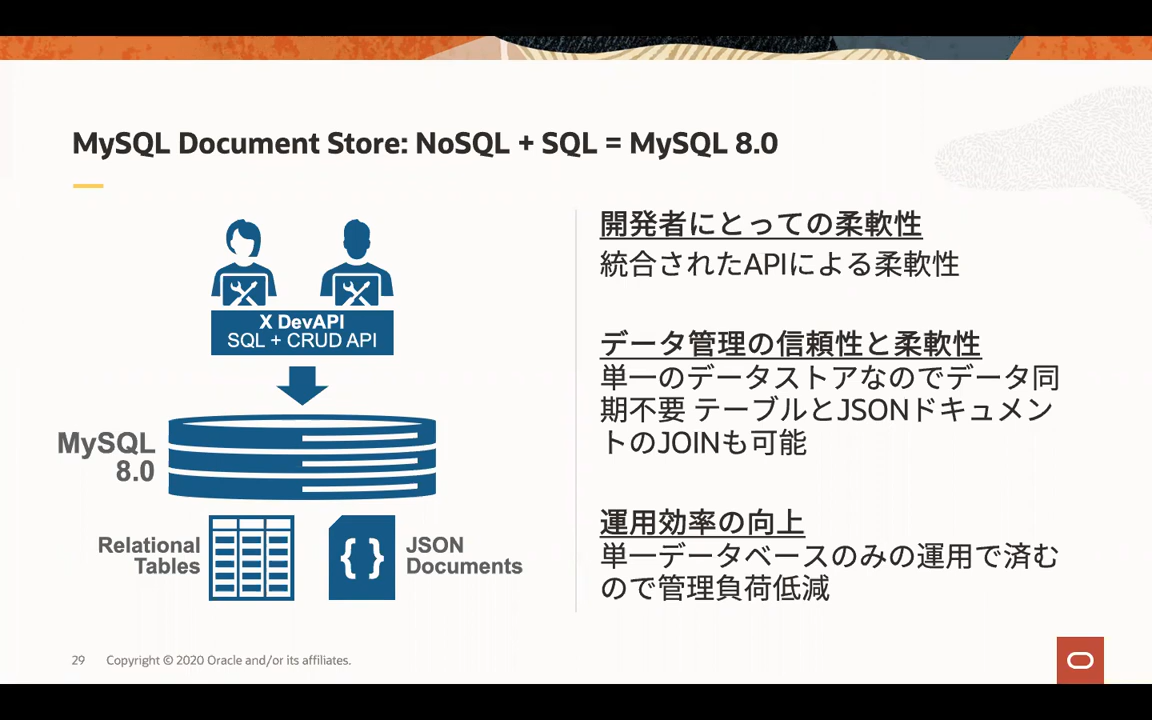 MySQL Document Store: NoSQL + SQL = MySQL 8.0
X DevAPI
SQL + CRUD API
MySQL
8.0
Relational
Tables
{ }
JSON
Documents
開発者にとっての柔軟性
統合されたAPIによる柔軟性
データ管理の信頼性と柔軟性
単一のデータストアなのでデータ同
期不要 テーブルとJSONドキュメン
トのJOINも可能
運用効率の向上
単一データベースのみの運用で済む
ので管理負荷低減
29 Copyright © 2020 Oracle and/or its affiliates.